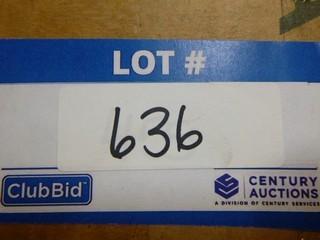 LOT #
636
ClubBid
CENTURY
AUCTIONS
A DIVISION OF CENTURY SERVICES